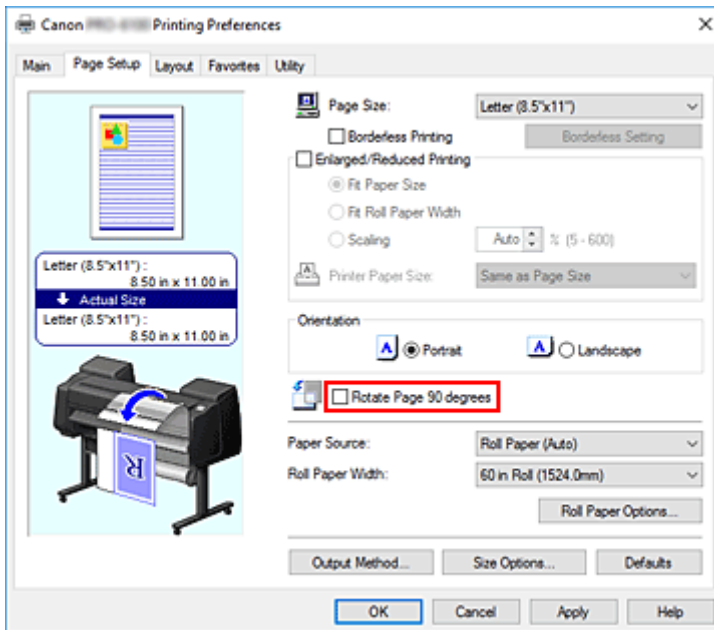 Canon Printing Preferences
Main Page Setup Layout Favorites Utility
Page Size: Letter (8.5"x11")
Borderless Printing Borderless Setting
Enlarged/Reduced Printing
Fit Paper Size
Fit Roll Paper Width
Scaling Auto % (5 - 600)
Printer Paper Size: Same as Page Size
Letter (8.5"x11") :
8.50 in x 11.00 in
Actual Size
Letter (8.5"x11") :
8.50 in x 11.00 in
Orientation
A Portrait A Landscape
Rotate Page 90 degrees
R
Paper Source: Roll Paper (Auto)
Roll Paper Width: 60 in Roll (1524.0mm)
Roll Paper Options...
Output Method... Size Options... Defaults
OK Cancel Apply Help